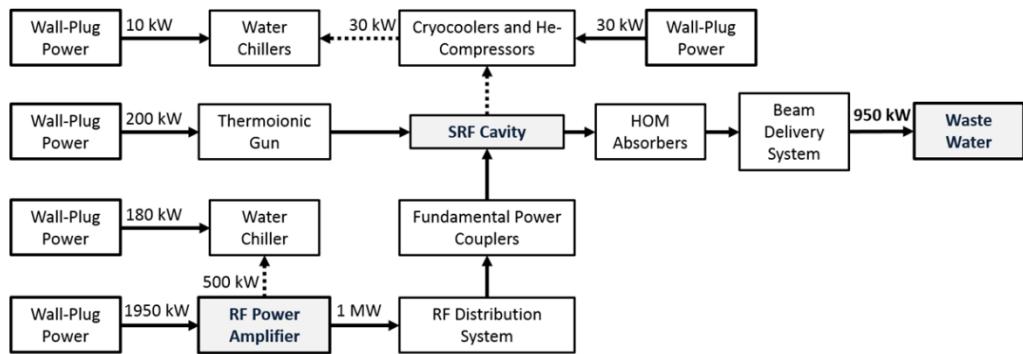 Wall-Plug
Power
10 kW
Water
Chillers
30 kW
Cryocoolers and He-
Compressors
30 kW
Wall-Plug
Power
Wall-Plug
Power
200 kW
Thermoionic
Gun
SRF Cavity
HOM
Absorbers
Beam
Delivery
System
950 kW
Waste
Water
Wall-Plug
Power
180 kW
Water
Chiller
Fundamental Power
Couplers
500 kW
Wall-Plug
Power
1950 kW
RF Power
Amplifier
1 MW
RF Distribution
System